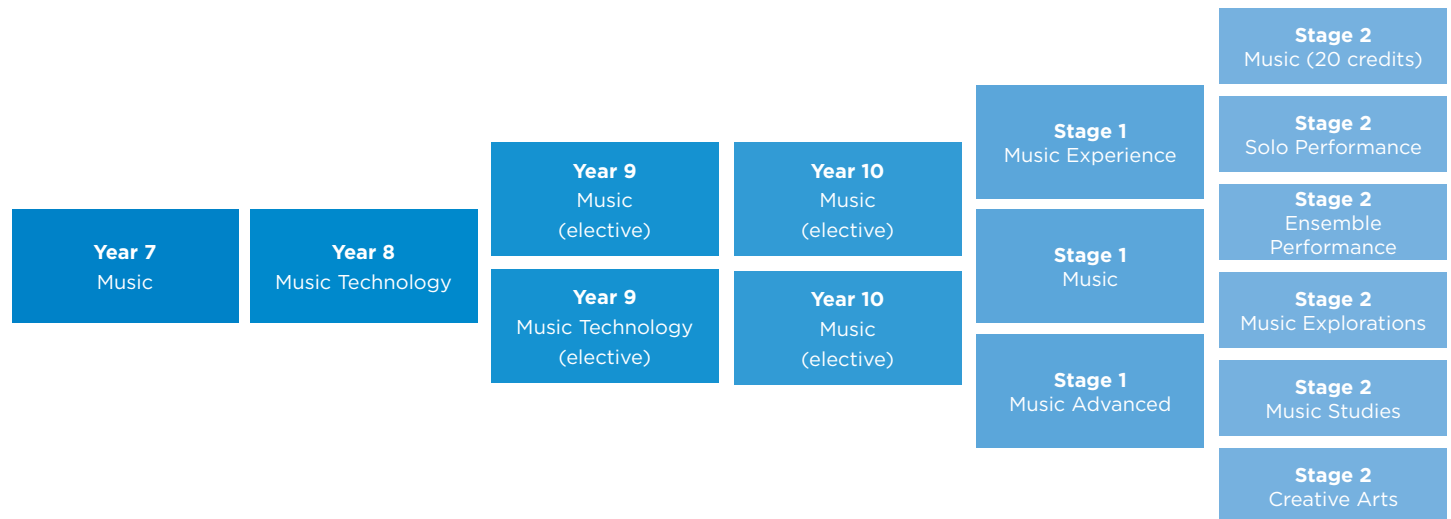 Year 7
Music
Year 8
Music Technology
Year 9
Music
(elective)
Year 9
Music Technology
(elective)
Year 10
Music
(elective)
Year 10
Music
(elective)
Stage 1
Music Experience
Stage 1
Music
Stage 1
Music Advanced
Stage 2
Music (20 credits)
Stage 2
Solo Performance
Stage 2
Ensemble
Performance
Stage 2
Music Explorations
Stage 2
Music Studies
Stage 2
Creative Arts